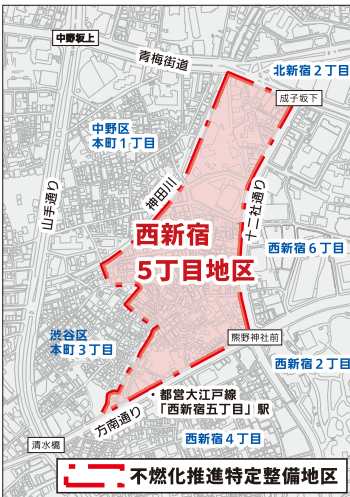 中野坂上
青梅街道
北新宿２丁目
成子坂下
中野区
本町１丁目
神田川
山手通り
十二社通り
西新宿
5丁目地区
西新宿６丁目
渋谷区
本町３丁目
熊野神社前
西新宿２丁目
・都営大江戸線
「西新宿五丁目」駅
方南通り
西新宿４丁目
清水橋
不燃化推進特定整備地区